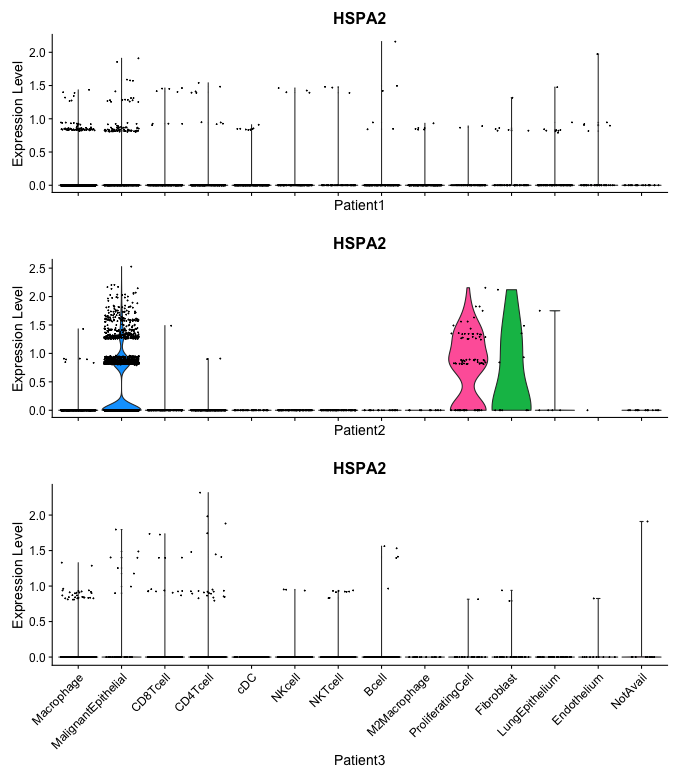 HSPA2
Expression Level
2.0
1.5
1.0
0.5
0.0
Patient1
HSPA2
Expression Level
2.5
2.0
1.5
1.0
0.5
0.0
Patient2
HSPA2
Expression Level
2.0
1.5
1.0
0.5
0.0
Macrophage
MalignantEpithelial
CD8Tcell
CD4Tcell
cDC
NKcell
NKTcell
Bcell
M2Macrophage
ProliferatingCell
Fibroblast
LungEpithelium
Endothelium
NotAvail
Patient3